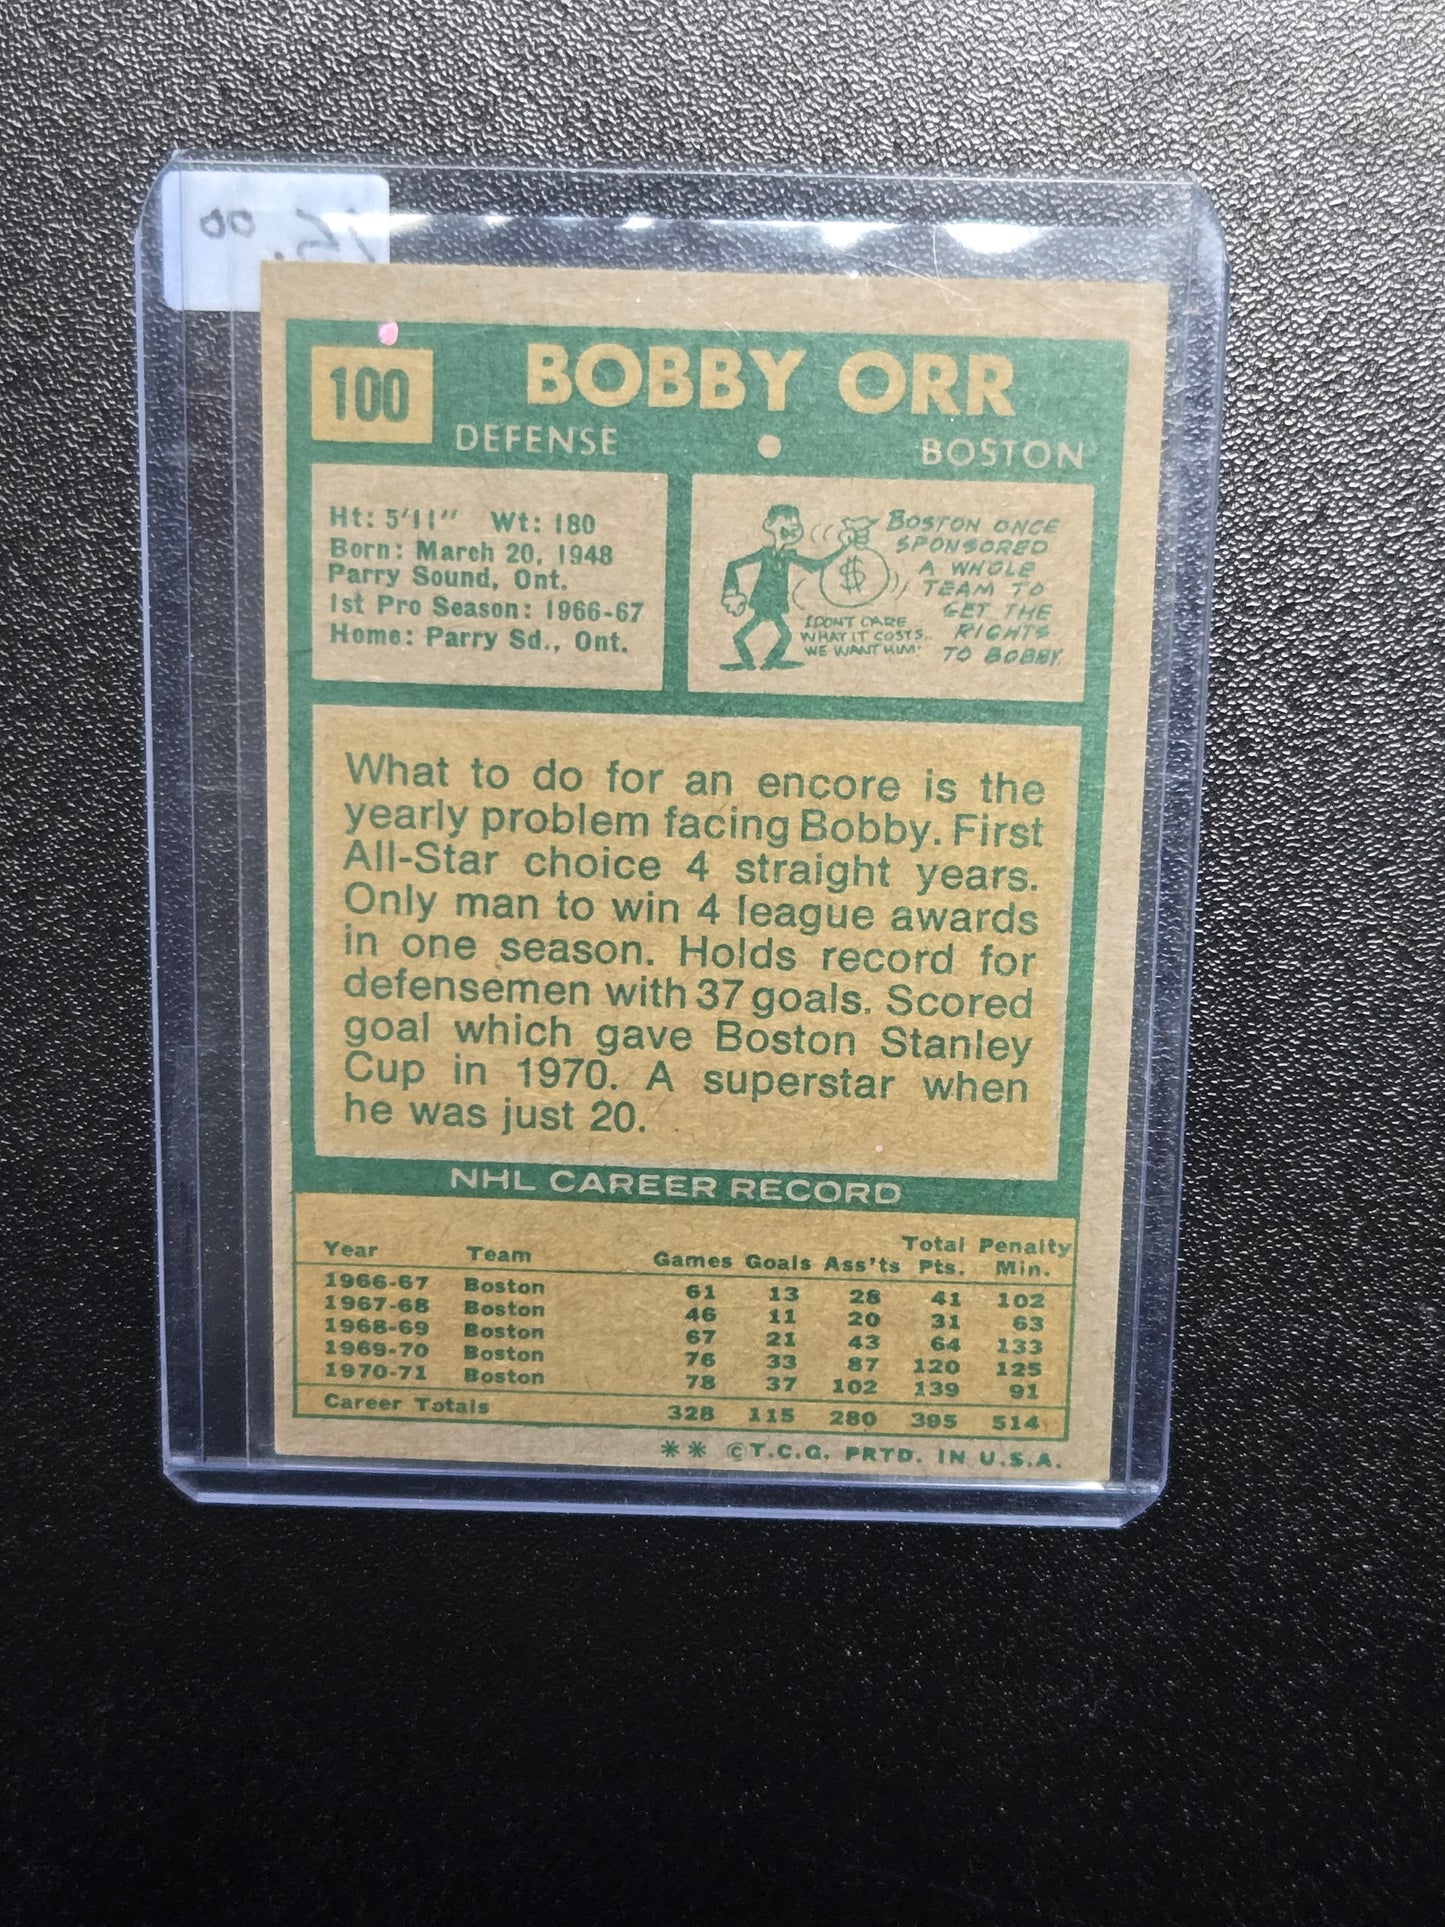 100
BOBBY ORR
DEFENSE
BOSTON
Ht: 5'11" Wt: 180
Born: March 20, 1948
Parry Sound, Ont.
1st Pro Season: 1966-67
Home: Parry Sd., Ont.
BOSTON ONCE
SPONSORED
A WHOLE
TEAM TO
GET THE
RIGHTS
TO BOBBY.
$
I DON'T CARE
WHAT IT COSTS..
WE WANT HIM!
What to do for an encore is the
yearly problem facing Bobby. First
All-Star choice 4 straight years.
Only man to win 4 league awards
in one season. Holds record for
defensemen with 37 goals. Scored
goal which gave Boston Stanley
Cup in 1970. A superstar when
he was just 20.
NHL CAREER RECORD
Year Team Games Goals Ass'ts Total Pts. Penalty Min.
1966-67 Boston 61 13 28 41 102
1967-68 Boston 46 11 20 31 63
1968-69 Boston 67 21 43 64 133
1969-70 Boston 76 33 87 120 125
1970-71 Boston 78 37 102 139 91
Career Totals 328 115 280 395 514
** ©T.C.G. PRTD. IN U.S.A.